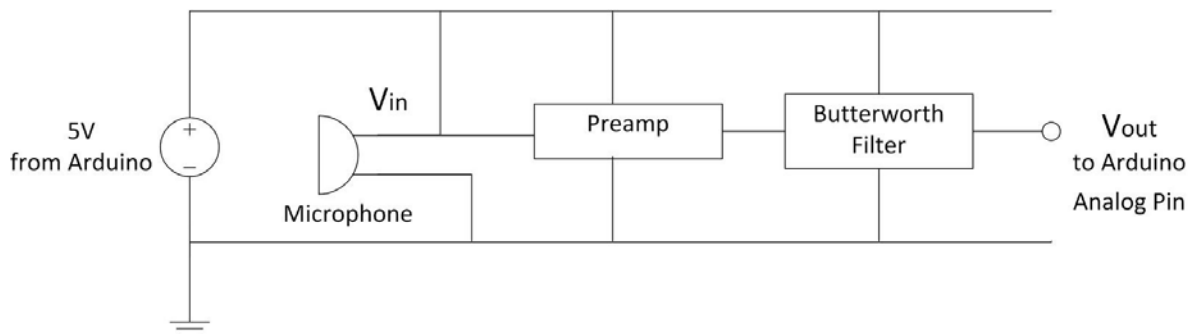 5V
from Arduino
+
−
Vin
Microphone
Preamp
Butterworth
Filter
Vout
to Arduino
Analog Pin